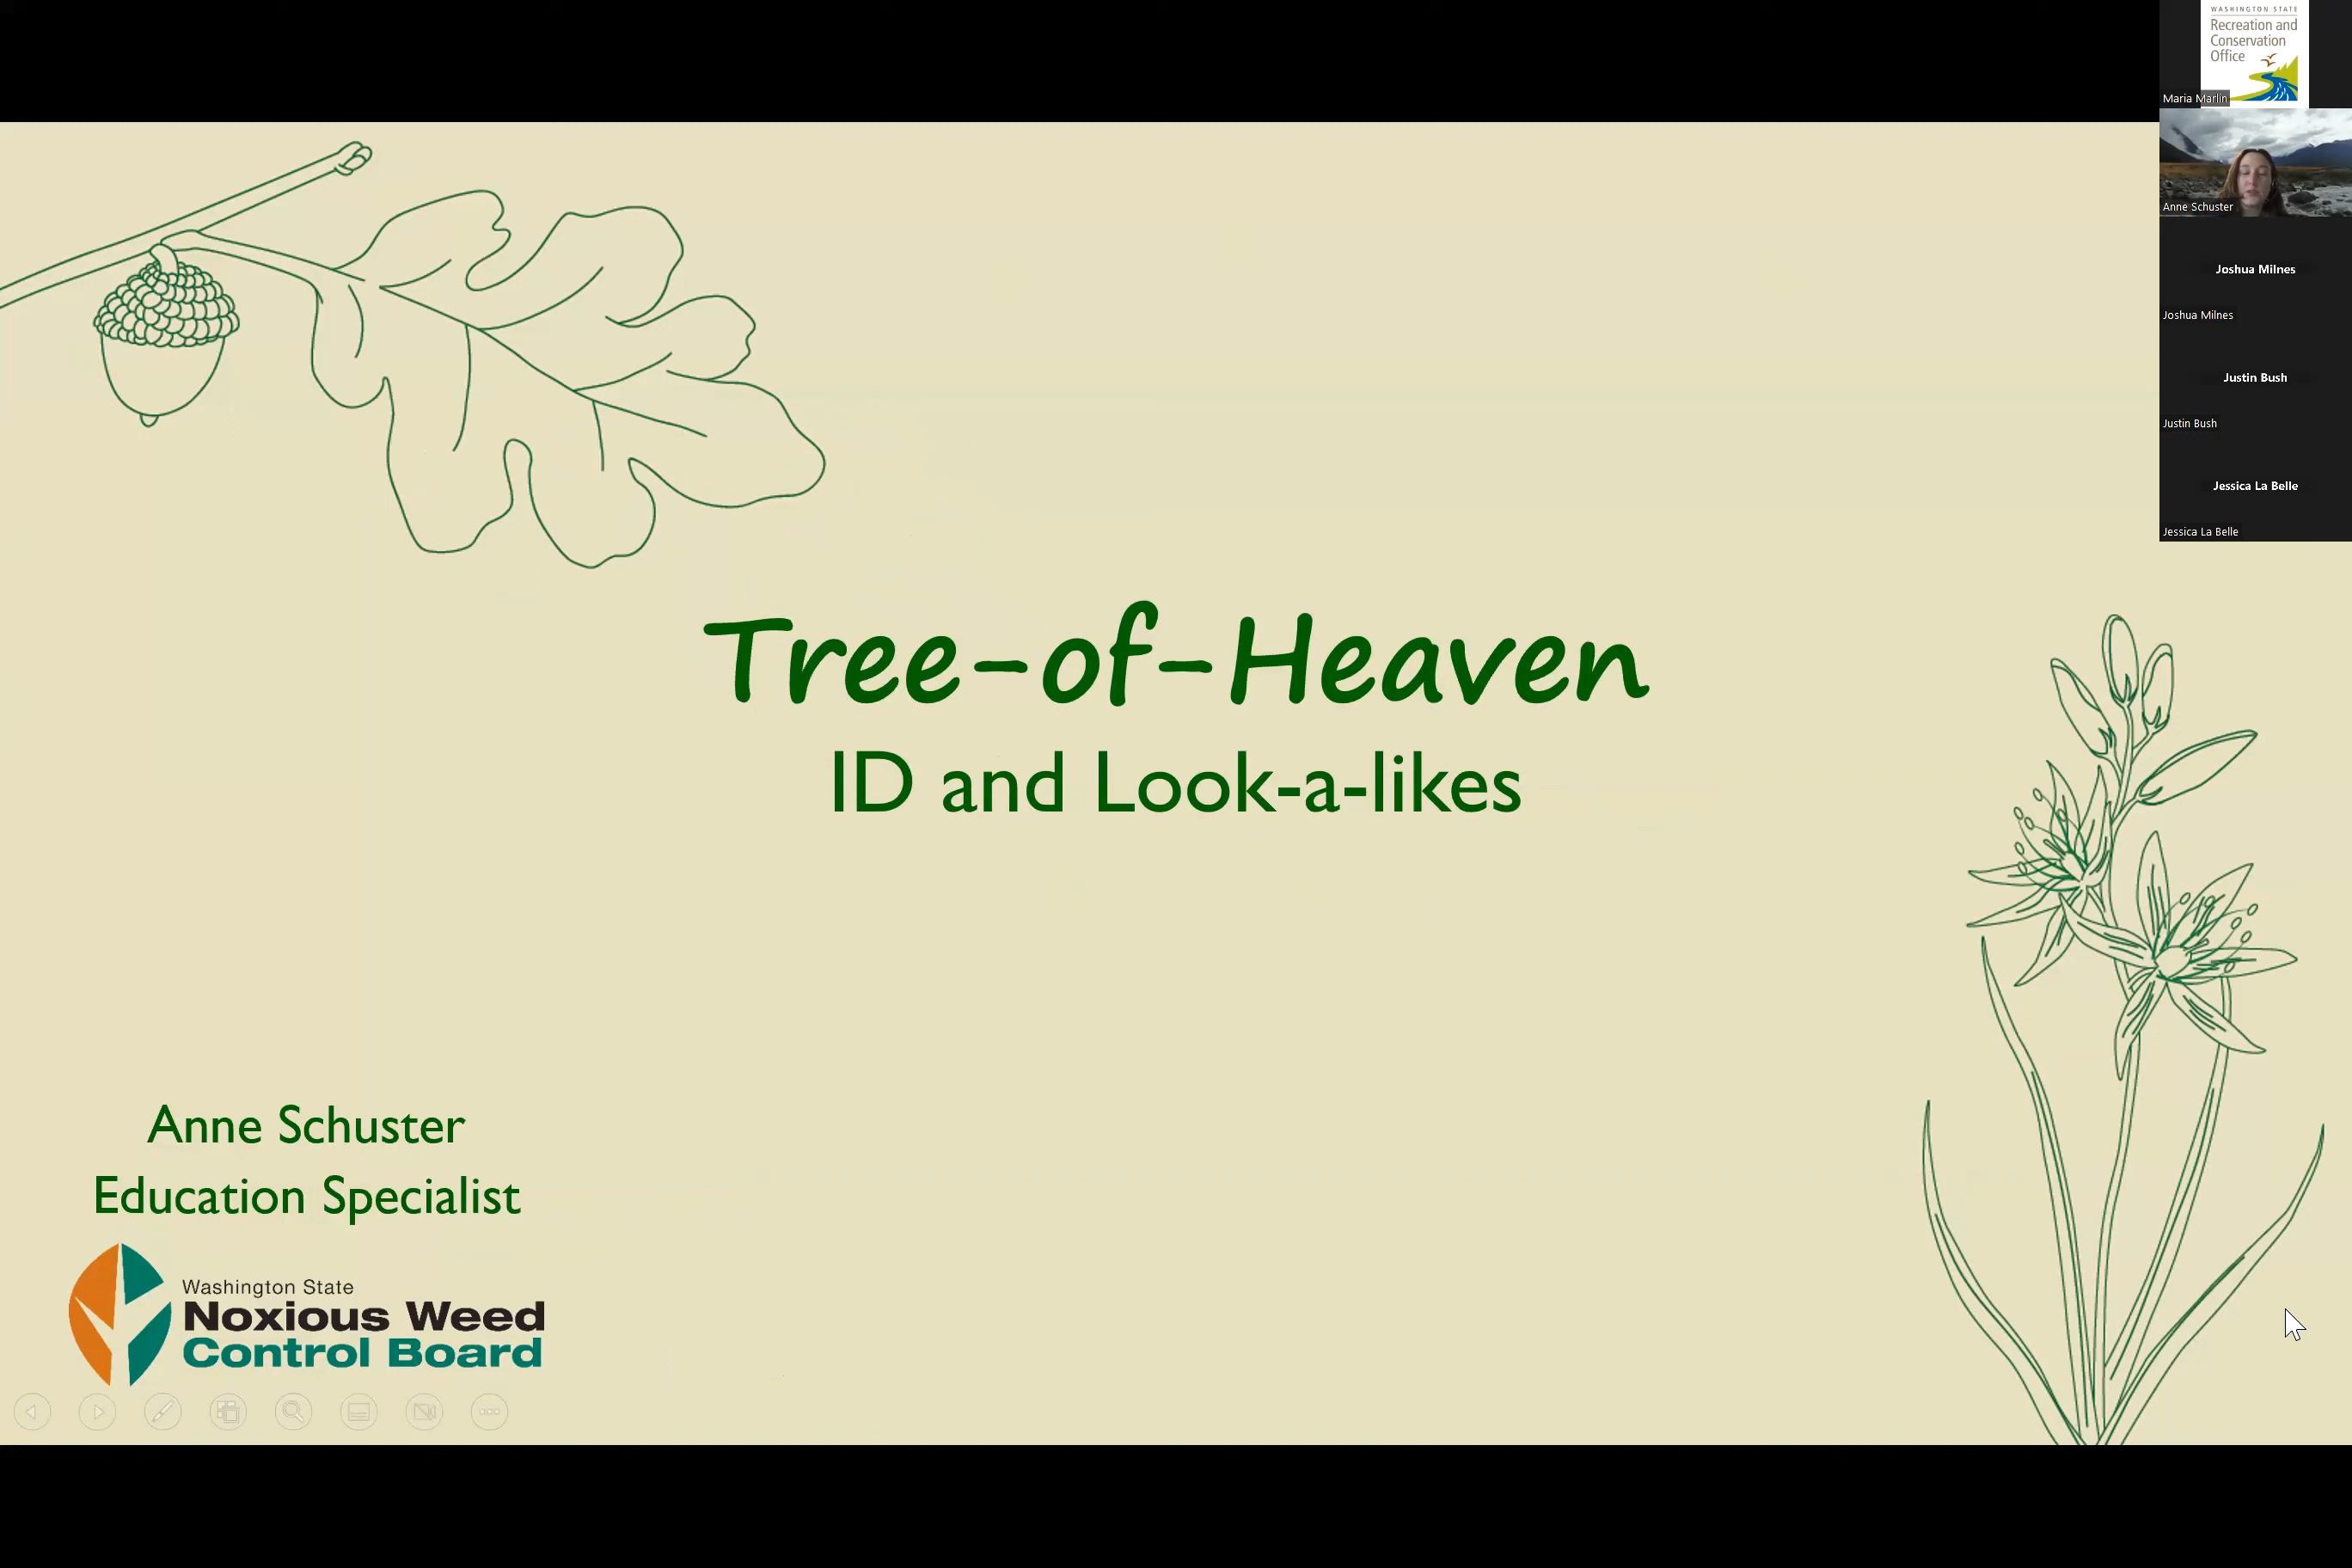 WASHINGTON STATE
Recreation and
Conservation
Office
Maria Marlin
Anne Schuster
Joshua Milnes
Joshua Milnes
Justin Bush
Justin Bush
Jessica La Belle
Jessica La Belle
Tree-of-Heaven
ID and Look-a-likes
Anne Schuster
Education Specialist
Washington State
Noxious Weed
Control Board